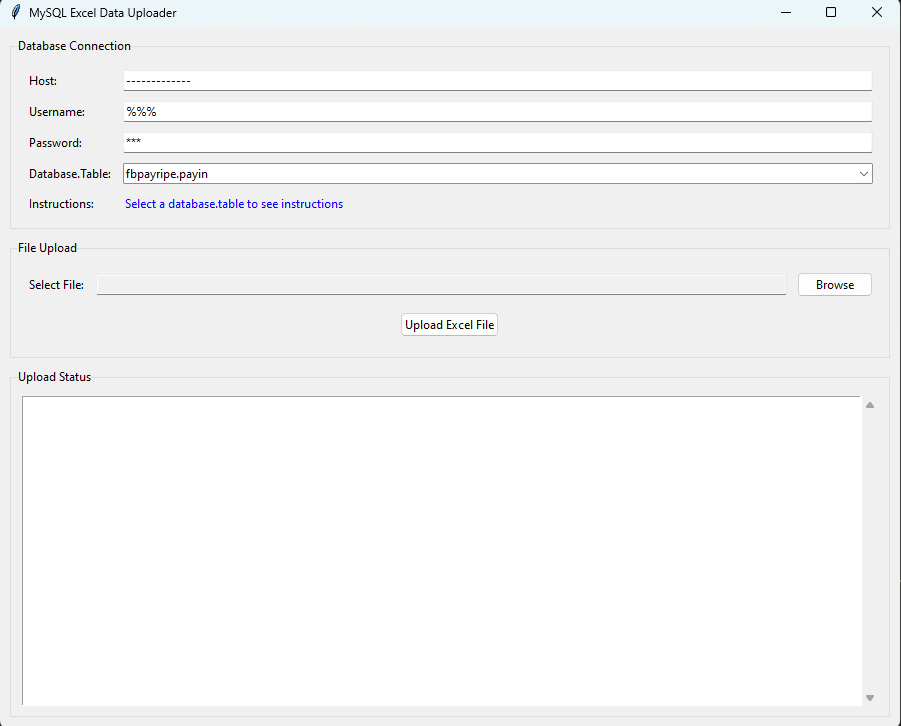 MySQL Excel Data Uploader
Database Connection
Host: -------------
Username: %%%
Password: ***
Database.Table: fbpayripe.payin
Instructions: Select a database.table to see instructions
File Upload
Select File: Browse
Upload Excel File
Upload Status